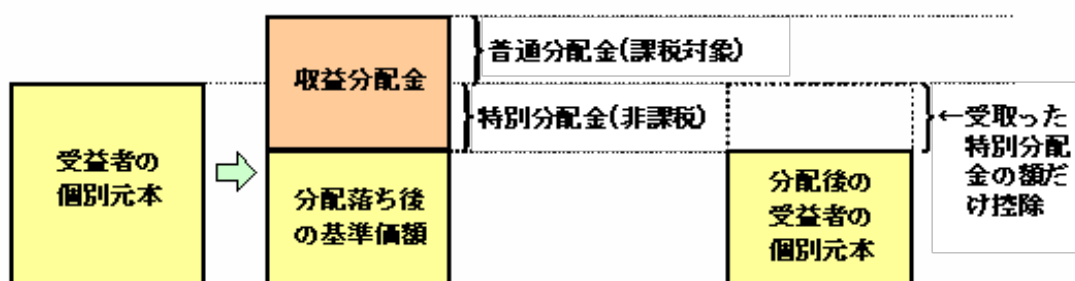 受益者の
個別元本
収益分配金
分配落ち後
の基準価額
普通分配金(課税対象)
特別分配金(非課税)
分配後の
受益者の
個別元本
←受取った
特別分配
金の額だ
け控除